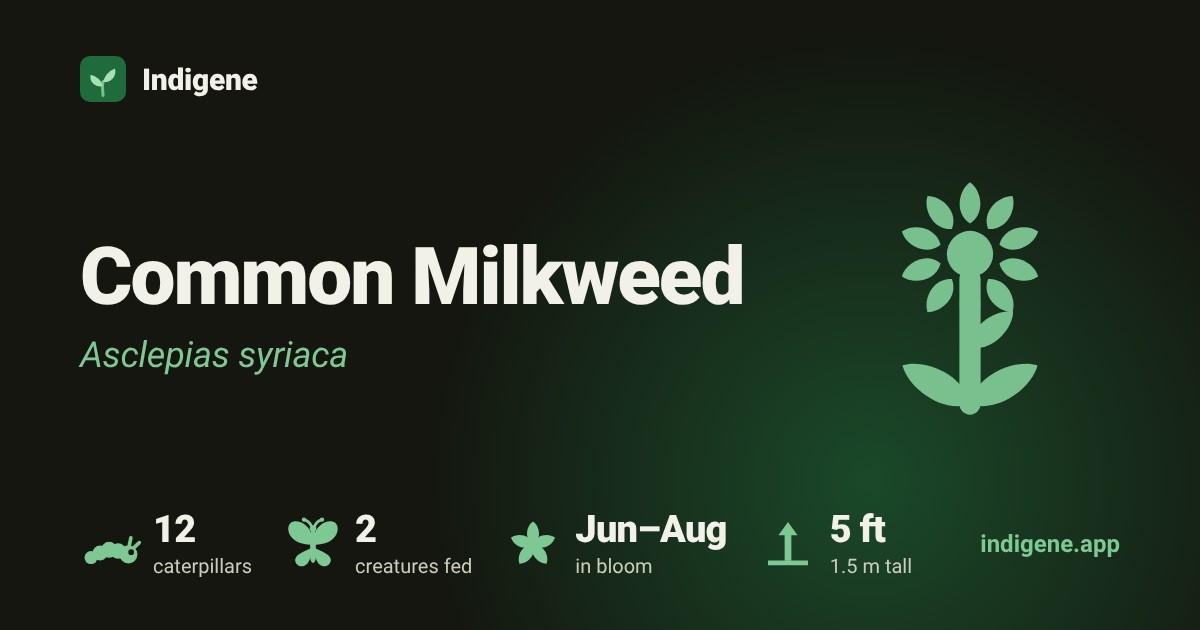 Indigene
Common Milkweed
Asclepias syriaca
12
caterpillars
2
creatures fed
Jun–Aug
in bloom
5 ft
1.5 m tall
indigene.app